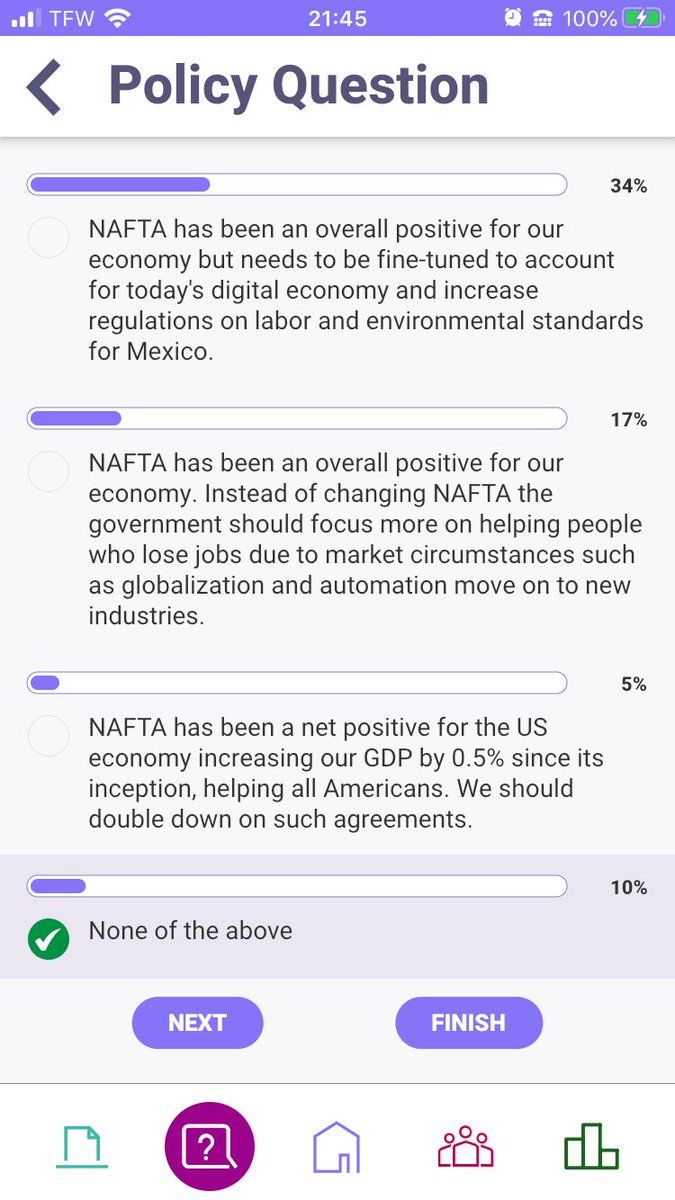 TFW 21:45 100%
Policy Question
34%
NAFTA has been an overall positive for our
economy but needs to be fine-tuned to account
for today's digital economy and increase
regulations on labor and environmental standards
for Mexico.
17%
NAFTA has been an overall positive for our
economy. Instead of changing NAFTA the
government should focus more on helping people
who lose jobs due to market circumstances such
as globalization and automation move on to new
industries.
5%
NAFTA has been a net positive for the US
economy increasing our GDP by 0.5% since its
inception, helping all Americans. We should
double down on such agreements.
10%
None of the above
NEXT FINISH
?